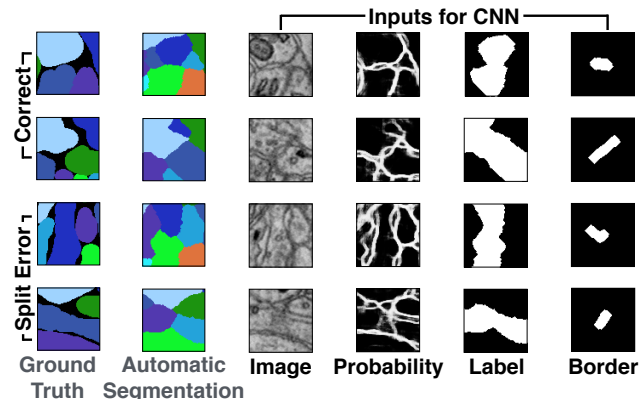 Inputs for CNN
Correct
Split Error
Ground Truth
Automatic Segmentation
Image
Probability
Label
Border